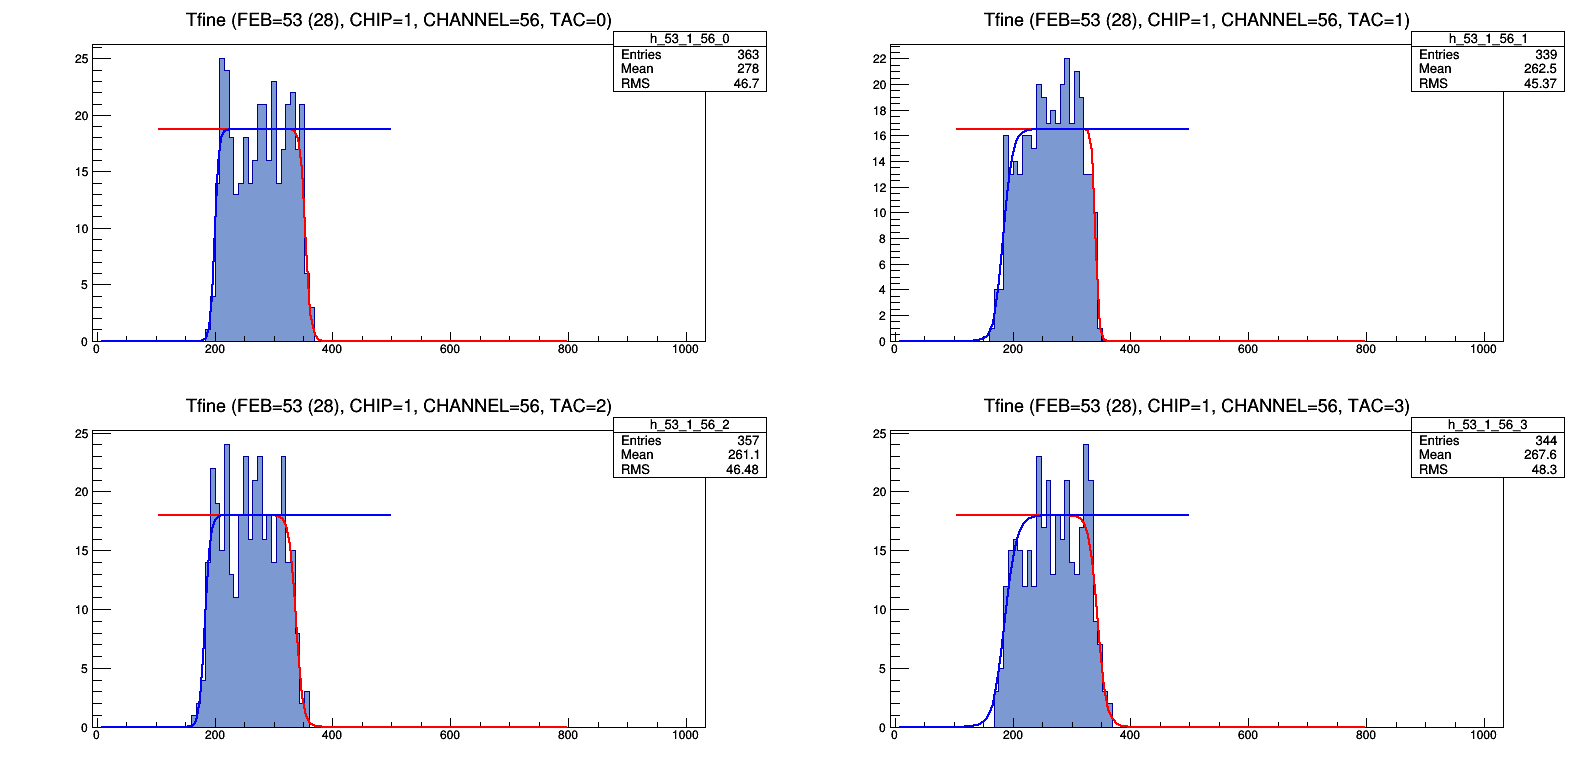 Tfine (FEB=53 (28), CHIP=1, CHANNEL=56, TAC=0)
h_53_1_56_0
Entries 363
Mean 278
RMS 46.7
25
20
15
10
5
0
0 200 400 600 800 1000
Tfine (FEB=53 (28), CHIP=1, CHANNEL=56, TAC=1)
h_53_1_56_1
Entries 339
Mean 262.5
RMS 45.37
22
20
18
16
14
12
10
8
6
4
2
0
0 200 400 600 800 1000
Tfine (FEB=53 (28), CHIP=1, CHANNEL=56, TAC=2)
h_53_1_56_2
Entries 357
Mean 261.1
RMS 46.48
25
20
15
10
5
0
0 200 400 600 800 1000
Tfine (FEB=53 (28), CHIP=1, CHANNEL=56, TAC=3)
h_53_1_56_3
Entries 344
Mean 267.6
RMS 48.3
25
20
15
10
5
0
0 200 400 600 800 1000